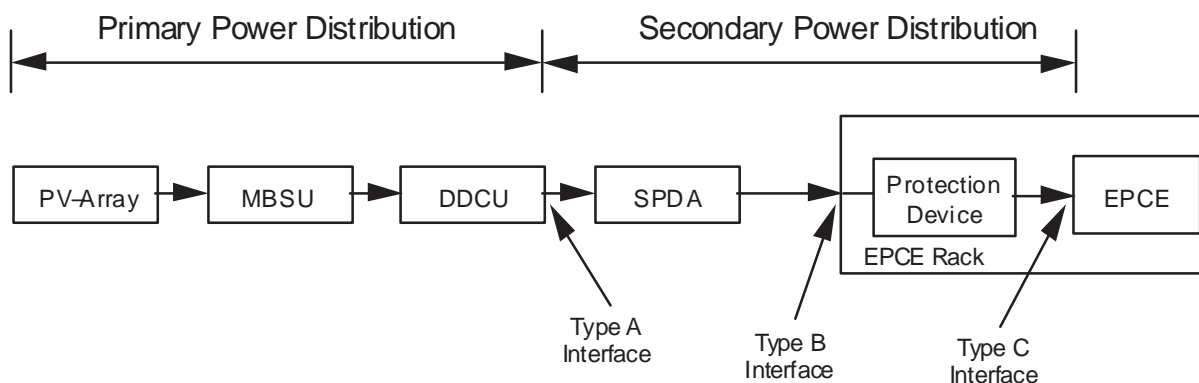 Primary Power Distribution
Secondary Power Distribution
PV-Array
MBSU
DDCU
SPDA
Protection
Device
EPCE
EPCE Rack
Type A
Interface
Type B
Interface
Type C
Interface